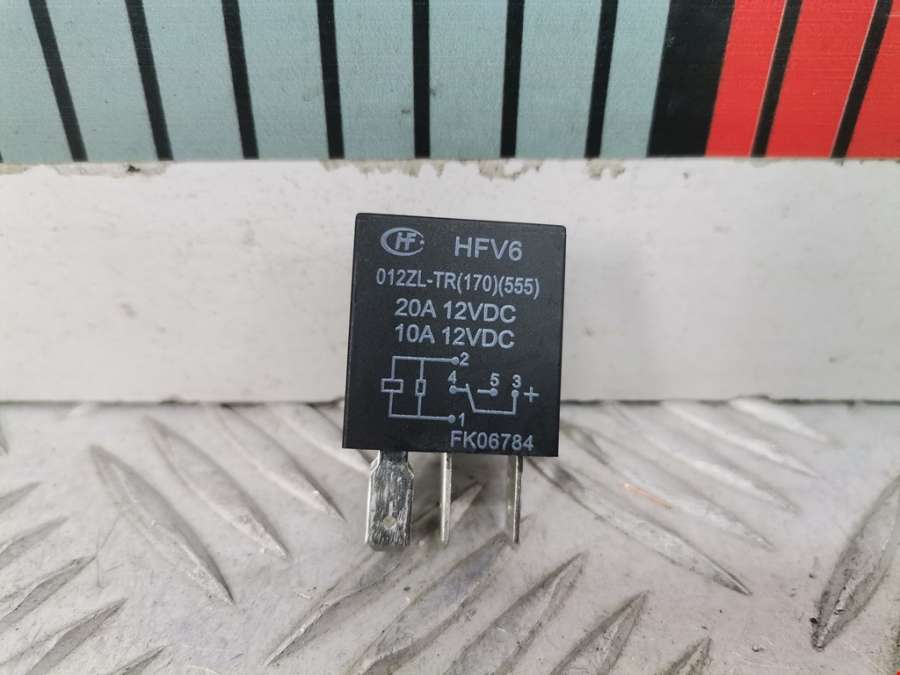 HF HFV6
012ZL-TR(170)(555)
20A 12VDC
10A 12VDC
2
4 5 3 +
1
FK06784